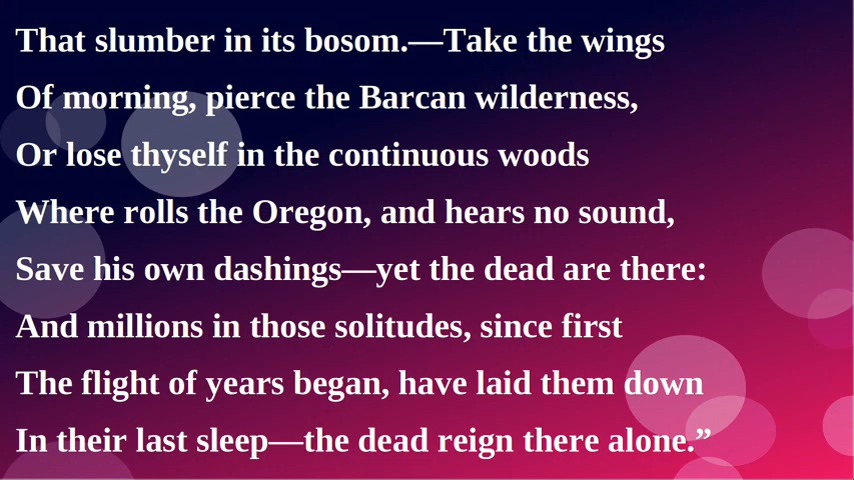 That slumber in its bosom.—Take the wings
Of morning, pierce the Barcan wilderness,
Or lose thyself in the continuous woods
Where rolls the Oregon, and hears no sound,
Save his own dashings—yet the dead are there:
And millions in those solitudes, since first
The flight of years began, have laid them down
In their last sleep—the dead reign there alone.”